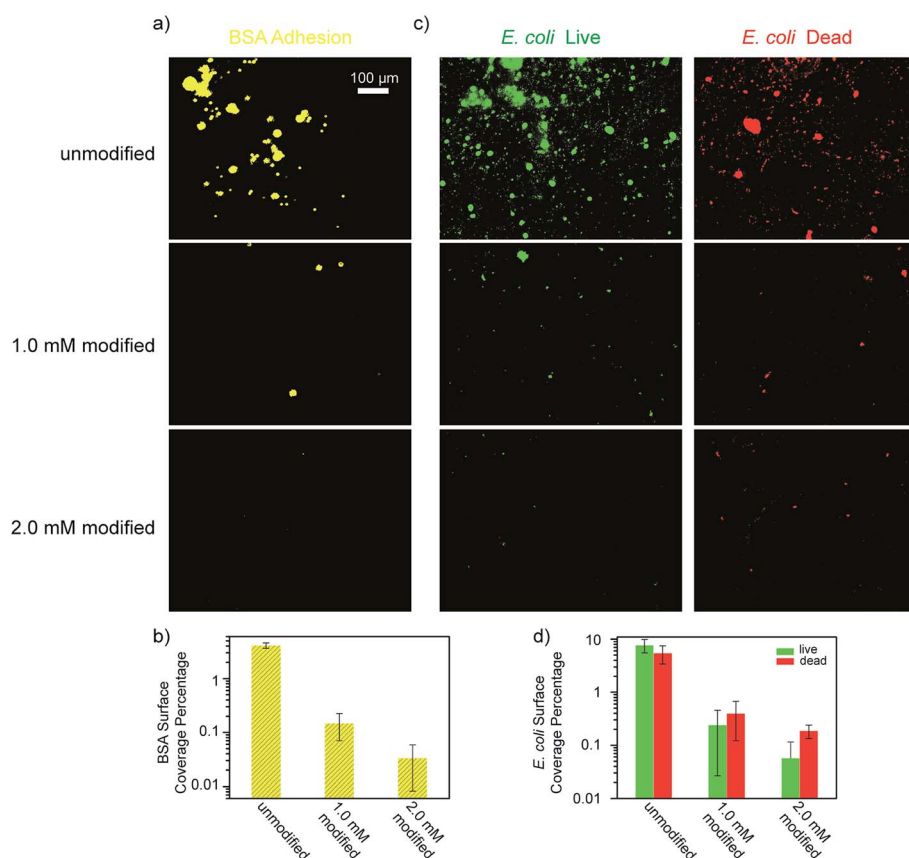 a)
BSA Adhesion
100 µm
c)
E. coli Live
E. coli Dead
unmodified
1.0 mM modified
2.0 mM modified
b)
BSA Surface
Coverage Percentage
1
0.1
0.01
unmodified
1.0 mM
modified
2.0 mM
modified
d)
E. coli Surface
Coverage Percentage
10
1
0.1
0.01
live
dead
unmodified
1.0 mM
modified
2.0 mM
modified